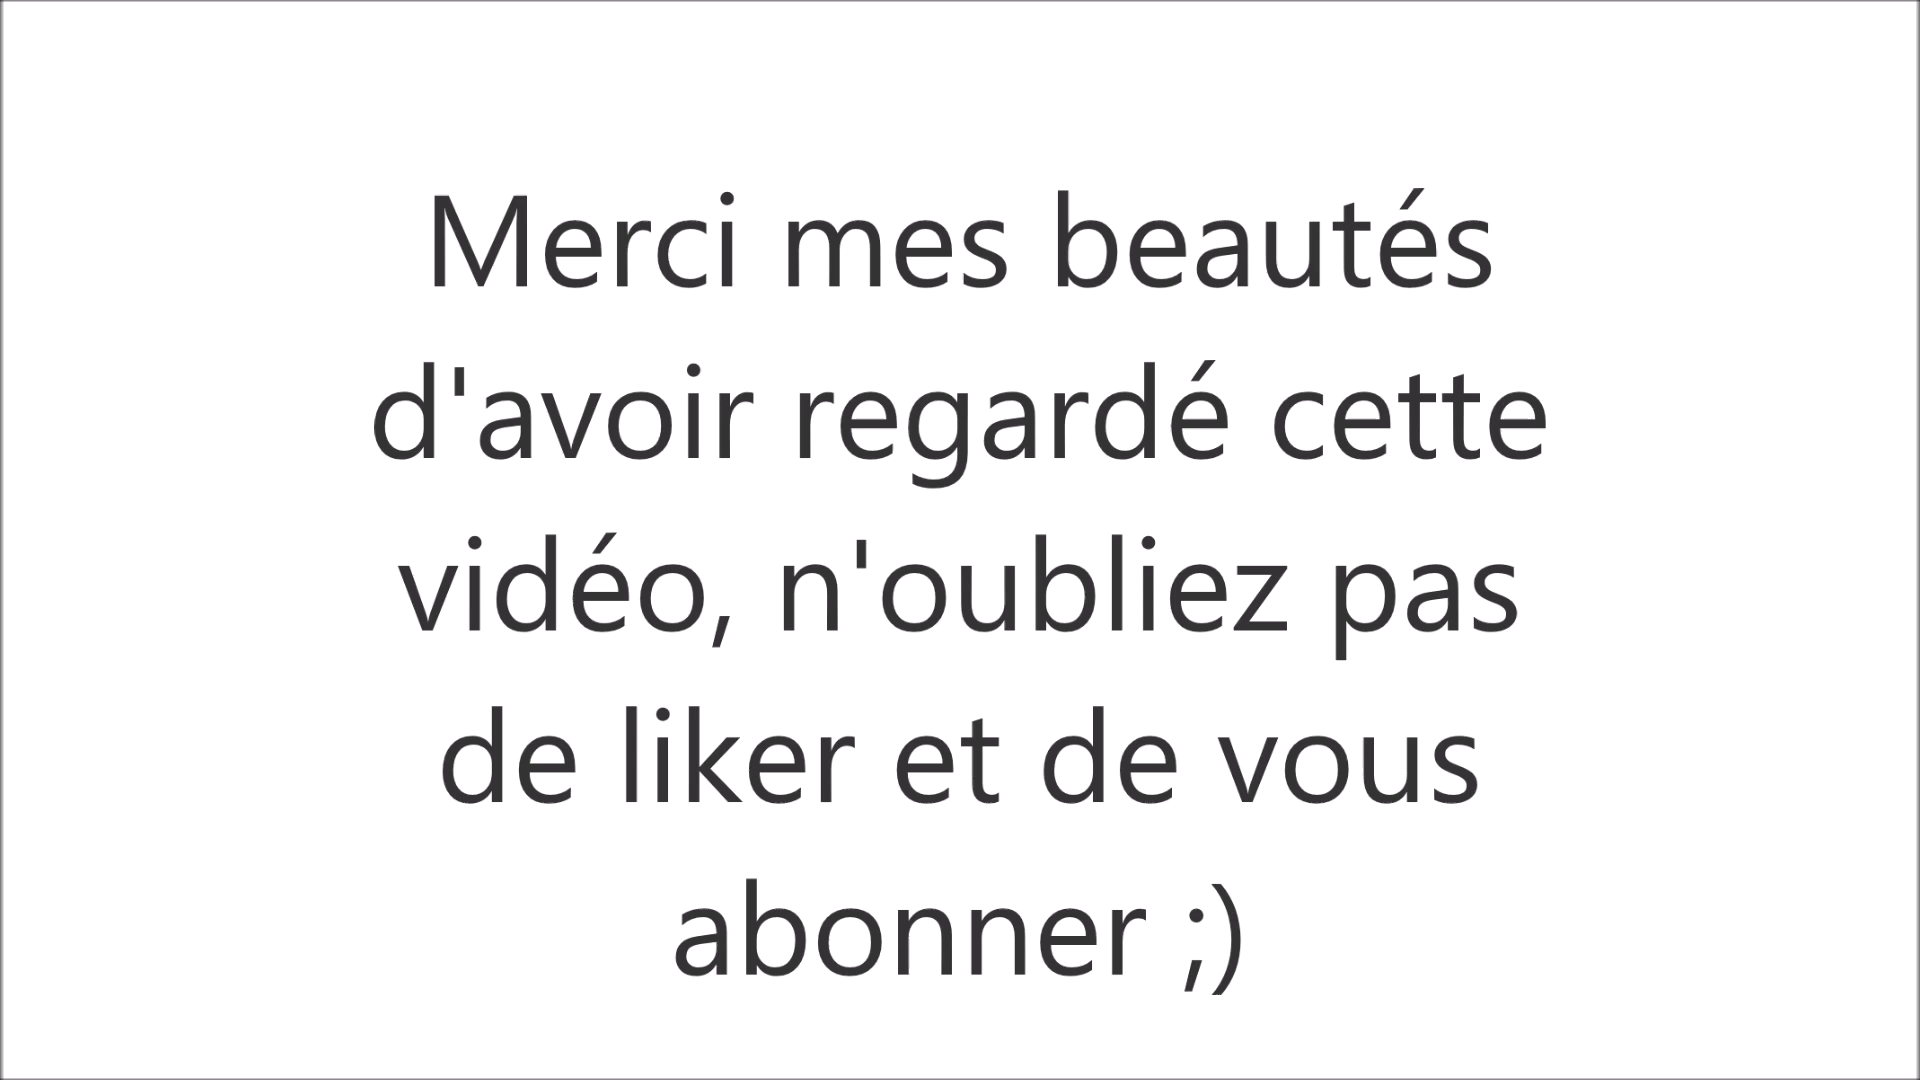 Merci mes beautés
d'avoir regardé cette
vidéo, n'oubliez pas
de liker et de vous
abonner ;)